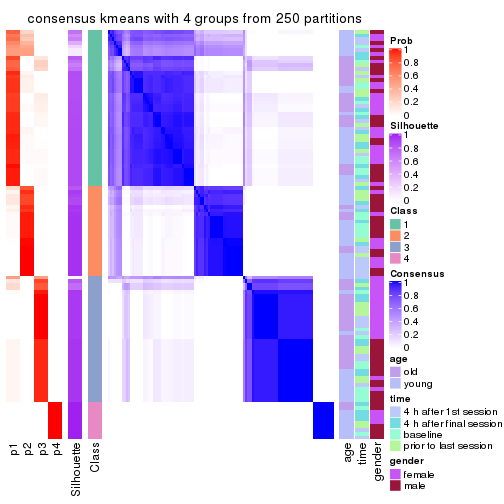 consensus kmeans with 4 groups from 250 partitions
Prob
1
0.8
0.6
0.4
0.2
0
Silhouette
1
0.8
0.6
0.4
0.2
0
Class
1
2
3
4
Consensus
1
0.8
0.6
0.4
0.2
0
age
old
young
time
4 h after 1st session
4 h after final session
baseline
prior to last session
gender
female
male
p1
p2
p3
p4
Silhouette
Class
age
time
gender